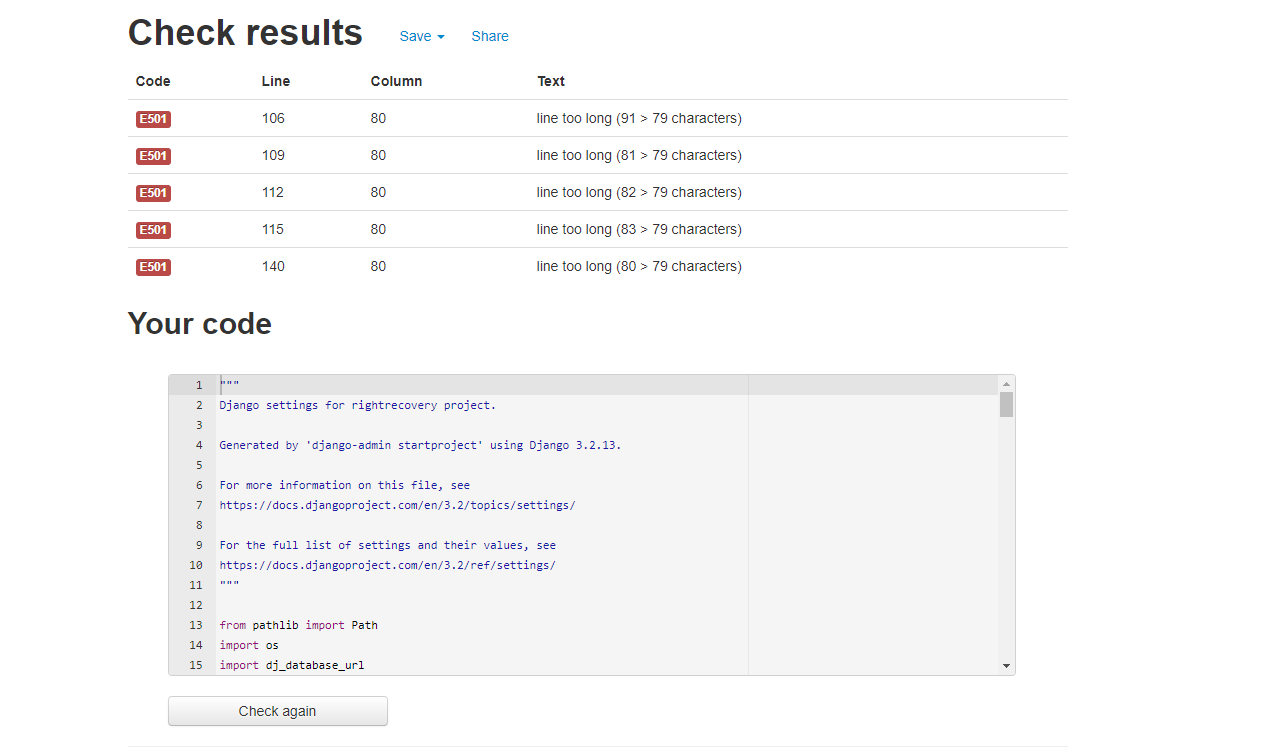 Check results Save Share
Code Line Column Text
E501 106 80 line too long (91 > 79 characters)
E501 109 80 line too long (81 > 79 characters)
E501 112 80 line too long (82 > 79 characters)
E501 115 80 line too long (83 > 79 characters)
E501 140 80 line too long (80 > 79 characters)
Your code
1 """
2 Django settings for rightrecovery project.
3
4 Generated by 'django-admin startproject' using Django 3.2.13.
5
6 For more information on this file, see
7 https://docs.djangoproject.com/en/3.2/topics/settings/
8
9 For the full list of settings and their values, see
10 https://docs.djangoproject.com/en/3.2/ref/settings/
11 """
12
13 from pathlib import Path
14 import os
15 import dj_database_url
Check again